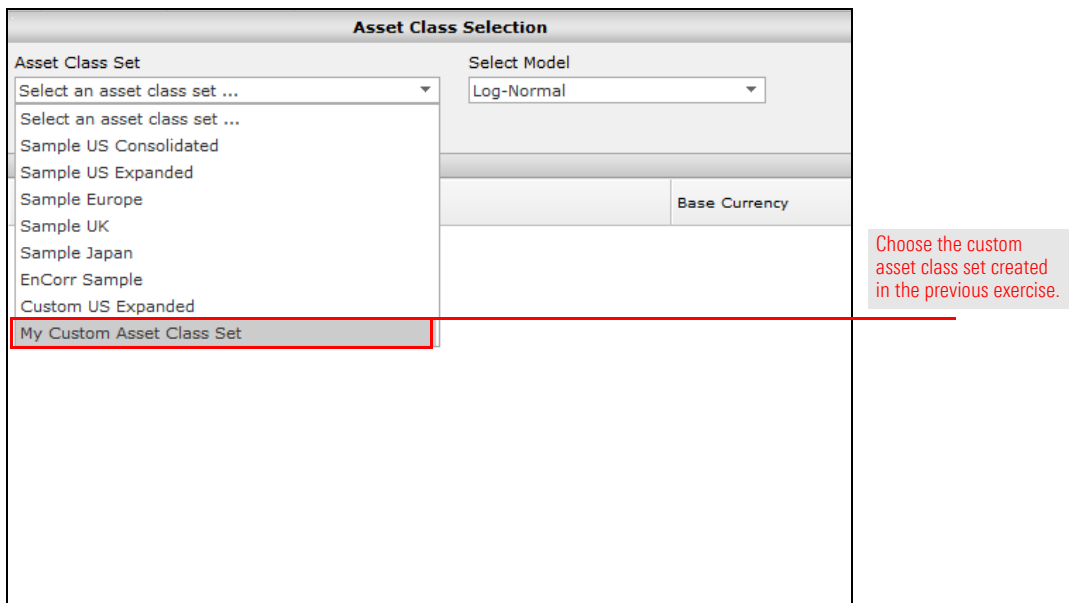 Asset Class Selection
Asset Class Set
Select Model
Select an asset class set ...
Log-Normal
Select an asset class set ...
Sample US Consolidated
Sample US Expanded
Sample Europe
Sample UK
Sample Japan
EnCorr Sample
Custom US Expanded
My Custom Asset Class Set
Base Currency
Choose the custom
asset class set created
in the previous exercise.